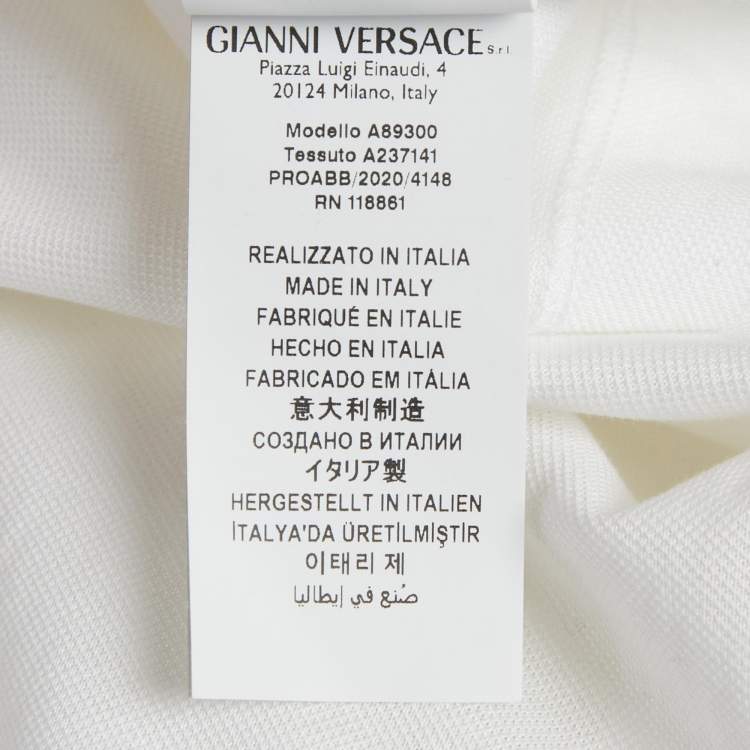 GIANNI VERSACE S.r.l
Piazza Luigi Einaudi, 4
20124 Milano, Italy
Modello A89300
Tessuto A237141
PROABB/2020/4148
RN 118861
REALIZZATO IN ITALIA
MADE IN ITALY
FABRIQUÉ EN ITALIE
HECHO EN ITALIA
FABRICADO EM ITÁLIA
意大利制造
СОЗДАНО В ИТАЛИИ
イタリア製
HERGESTELLT IN ITALIEN
İTALYA'DA ÜRETİLMİŞTİR
이태리 제
صُنع في إيطاليا